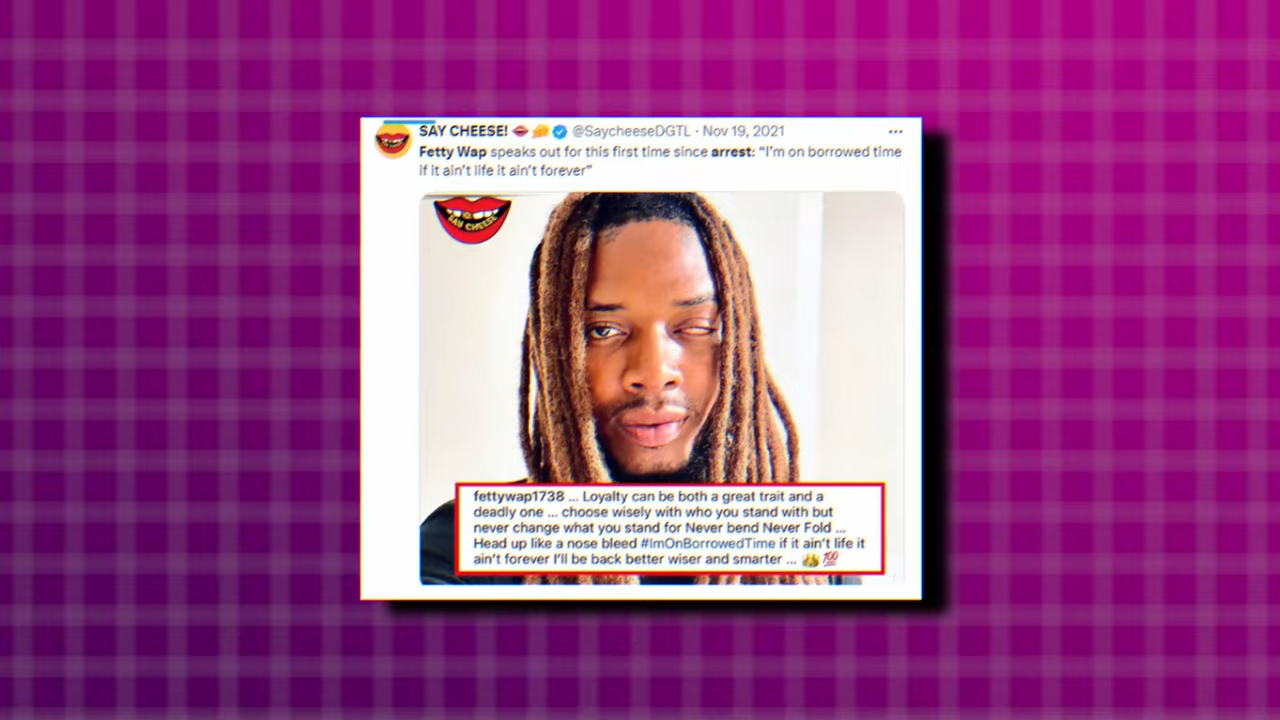 SAY CHEESE! 👄 🧀 @SaycheeseDGTL · Nov 19, 2021
Fetty Wap speaks out for this first time since arrest: “I’m on borrowed time
if it ain’t life it ain’t forever”
SAY CHEESE
fettywap1738 ... Loyalty can be both a great trait and a
deadly one ... choose wisely with who you stand with but
never change what you stand for Never bend Never Fold ...
Head up like a nose bleed #ImOnBorrowedTime if it ain’t life it
ain’t forever I’ll be back better wiser and smarter ... 👑💯